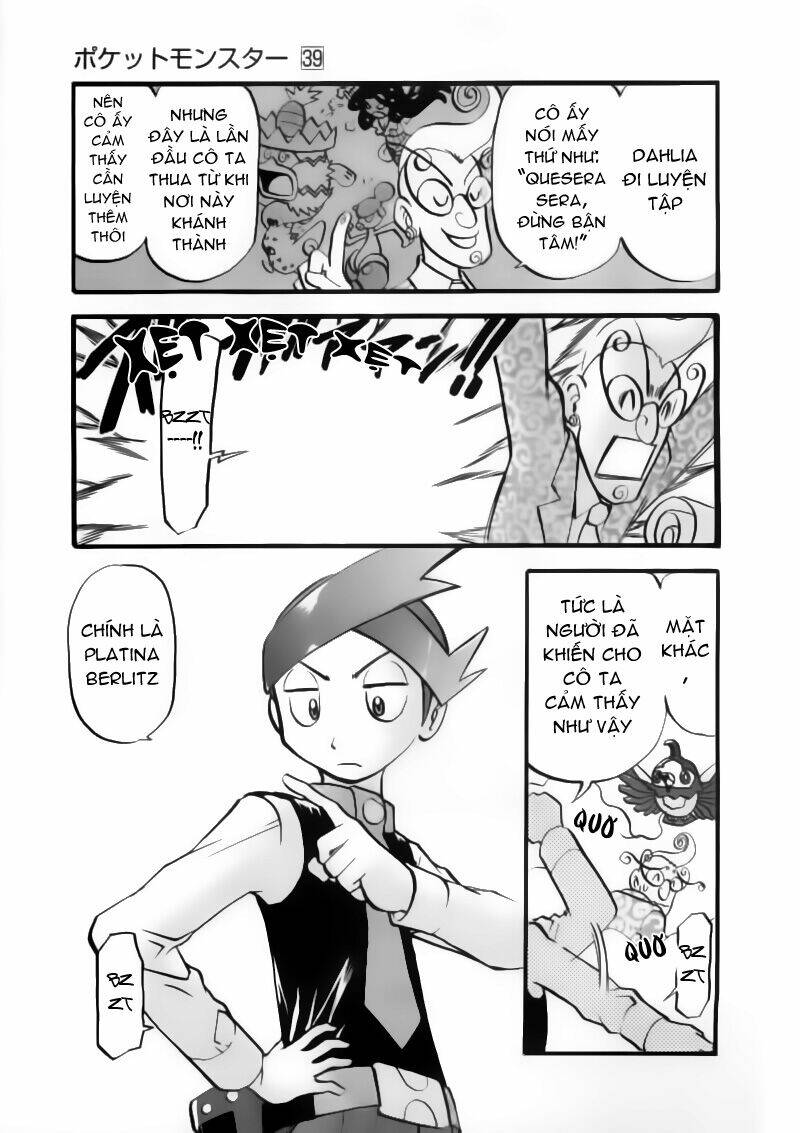 ポケットモンスター 39
DAHLIA
ĐI LUYỆN
TẬP
CÔ ẤY
NÓI MẤY
THỨ NHƯ:
"QUESERA
SERA,
ĐỪNG BẬN
TÂM!"
NHƯNG
ĐÂY LÀ LẦN
ĐẦU CÔ TA
THUA TỪ KHI
NƠI NÀY
KHÁNH
THÀNH
NÊN
CÔ ẤY
CẢM
THẤY
CẦN
LUYỆN
THÊM
THÔI
XẸT XẸT XẸT !!
BZZT
----!!
MẶT
KHÁC
,
TỨC LÀ
NGƯỜI ĐÃ
KHIẾN CHO
CÔ TA
CẢM THẤY
NHƯ VẬY
QUƠ
QUƠ
BZ
ZT
CHÍNH LÀ
PLATINA
BERLITZ
BZ
ZT